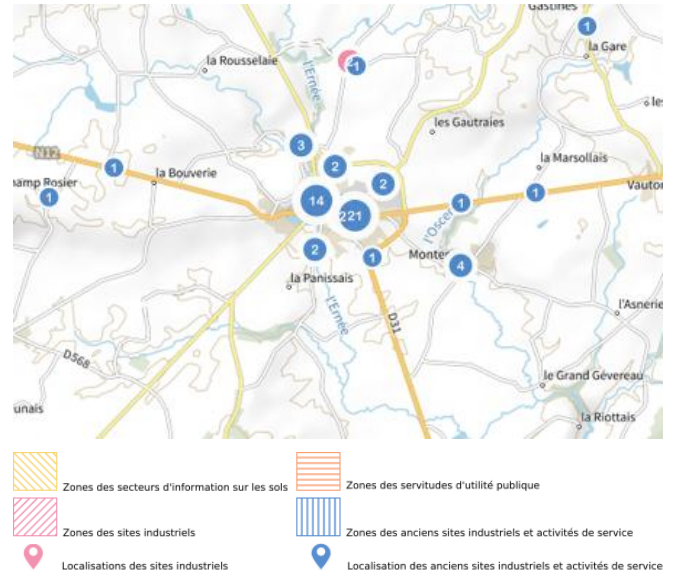 Gastines
1
la Gare
la Rousselaie
l'Ernée
1
les
les Gautraies
3
N12
2
la Marsollais
1
la Bouverie
2
Vautor
1
14
1
1
221
l'Oscen
2
1
4
la Panissais
l'Ernée
D31
l'Asnerie
D568
le Grand Gévereau
unais
la Riottais
Zones des secteurs d'information sur les sols
Zones des servitudes d'utilité publique
Zones des sites industriels
Zones des anciens sites industriels et activités de service
Localisations des sites industriels
Localisation des anciens sites industriels et activités de service